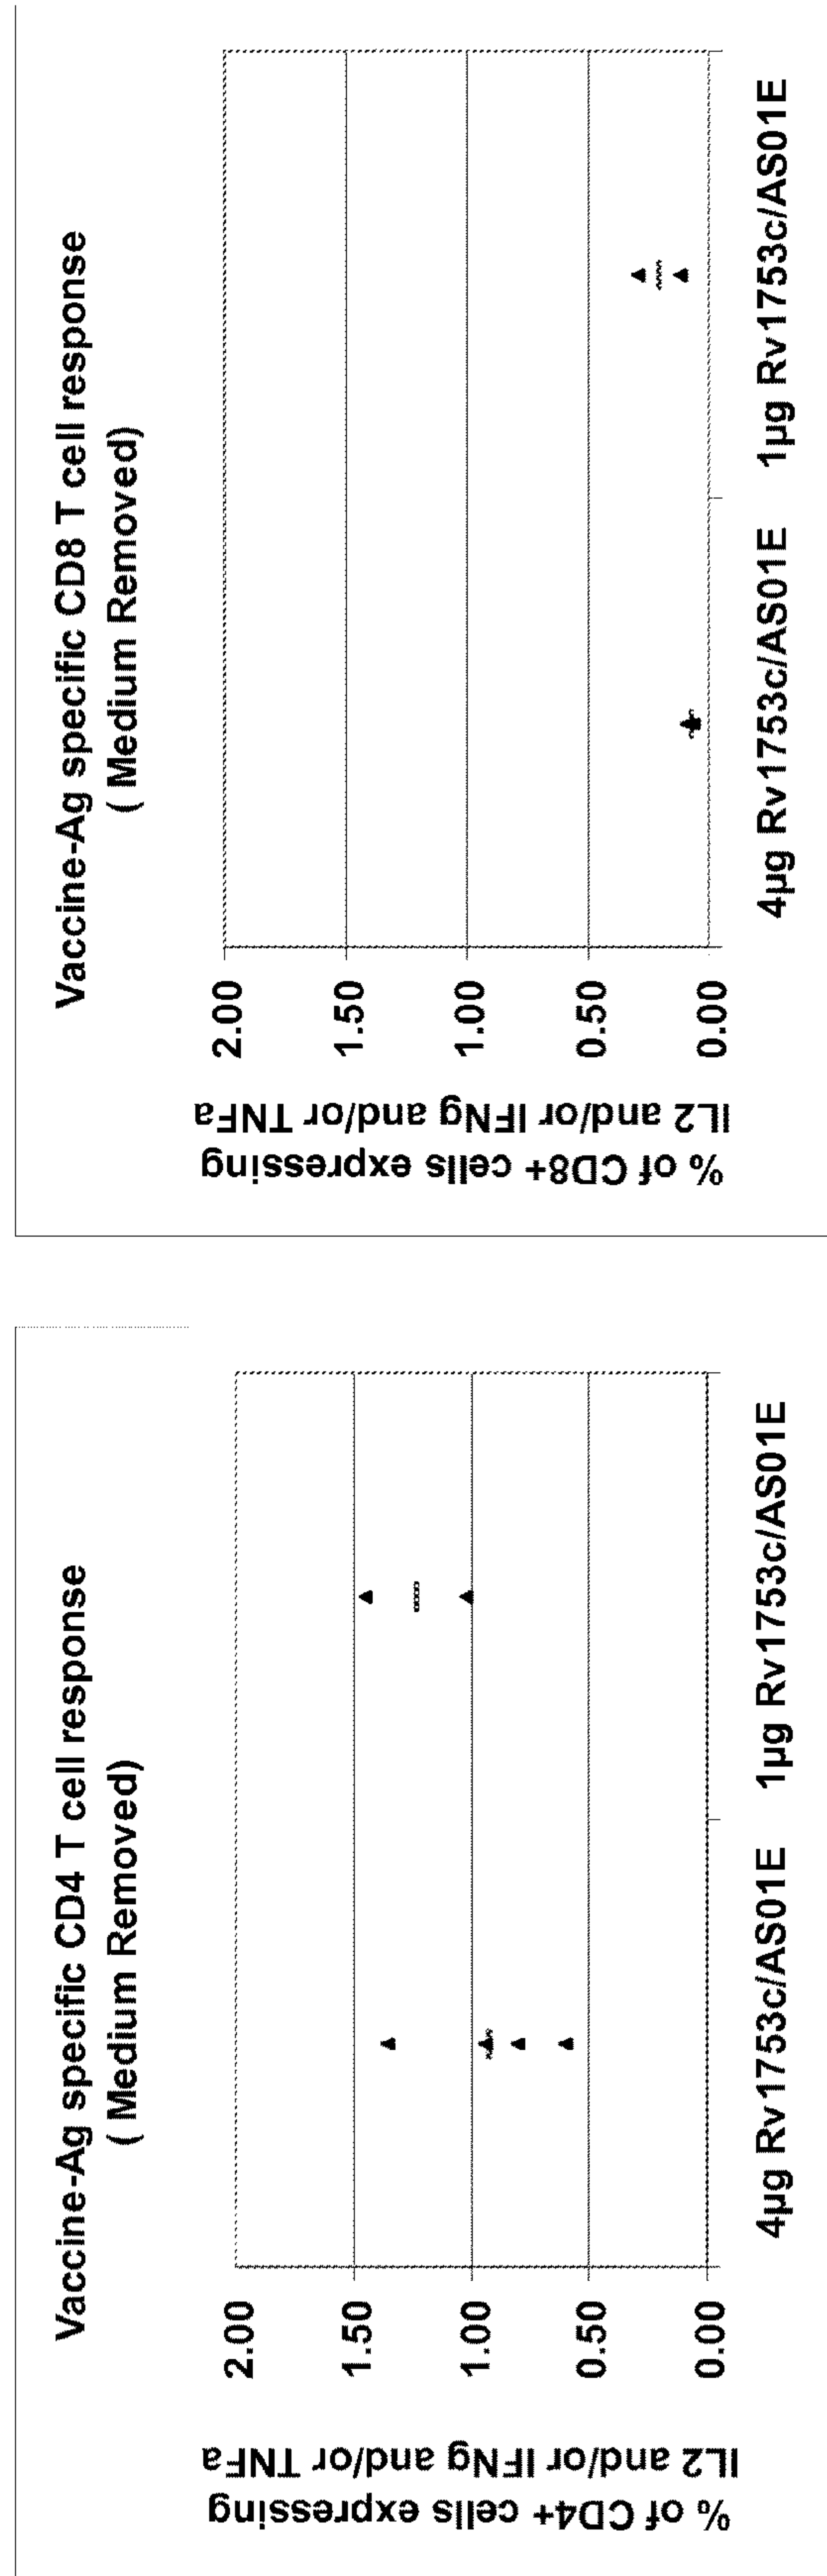 Vaccine-Ag specific CD4 T cell response
( Medium Removed)
% of CD4+ cells expressing
IL2 and/or IFNg and/or TNFa
2.00
1.50
1.00
0.50
0.00
4µg Rv1753c/AS01E
1µg Rv1753c/AS01E
Vaccine-Ag specific CD8 T cell response
( Medium Removed)
% of CD8+ cells expressing
IL2 and/or IFNg and/or TNFa
2.00
1.50
1.00
0.50
0.00
4µg Rv1753c/AS01E
1µg Rv1753c/AS01E